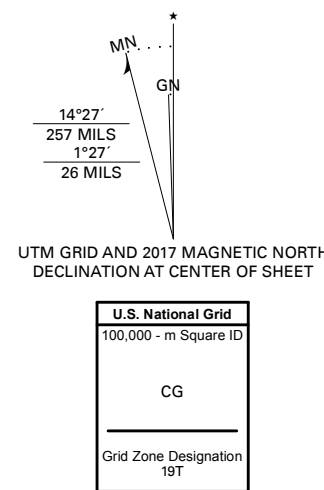 ★
MN
GN
14°27´
257 MILS
1°27´
26 MILS
UTM GRID AND 2017 MAGNETIC NORTH
DECLINATION AT CENTER OF SHEET
U.S. National Grid
100,000 - m Square ID
CG
Grid Zone Designation
19T